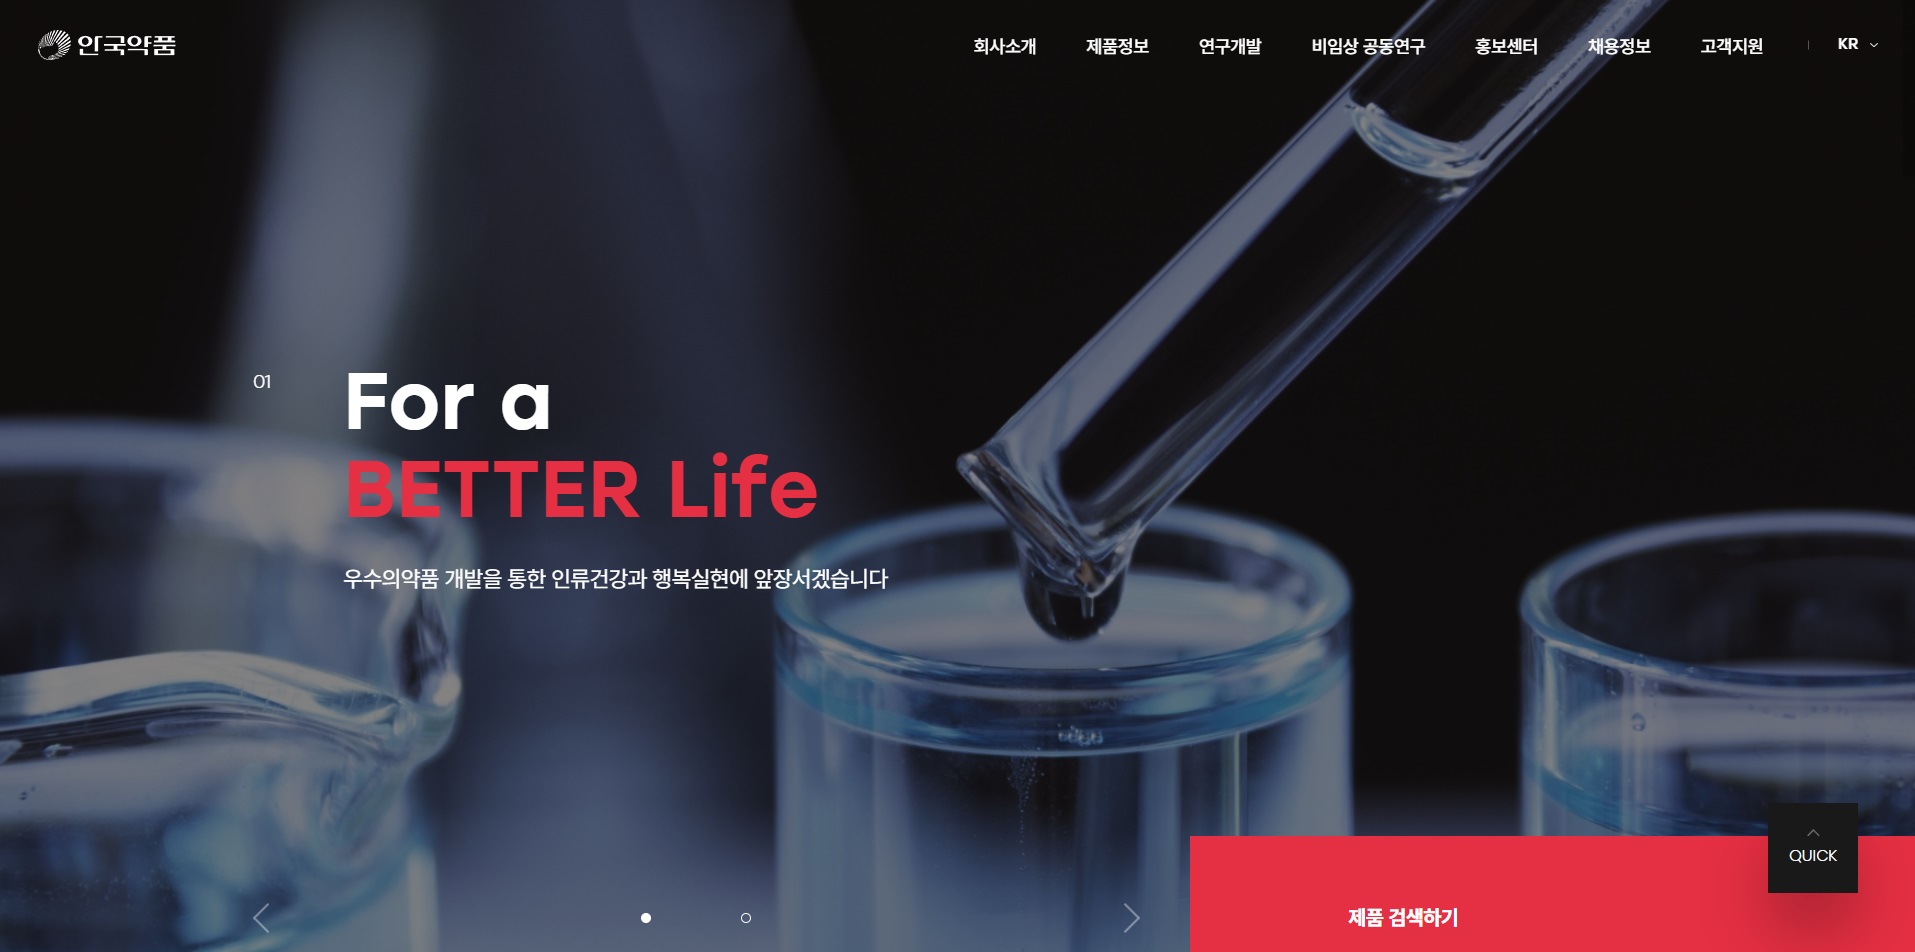 안국약품
회사소개 제품정보 연구개발 비임상 공동연구 홍보센터 채용정보 고객지원 KR
01
For a
BETTER Life
우수의약품 개발을 통한 인류건강과 행복실현에 앞장서겠습니다
QUICK
제품 검색하기